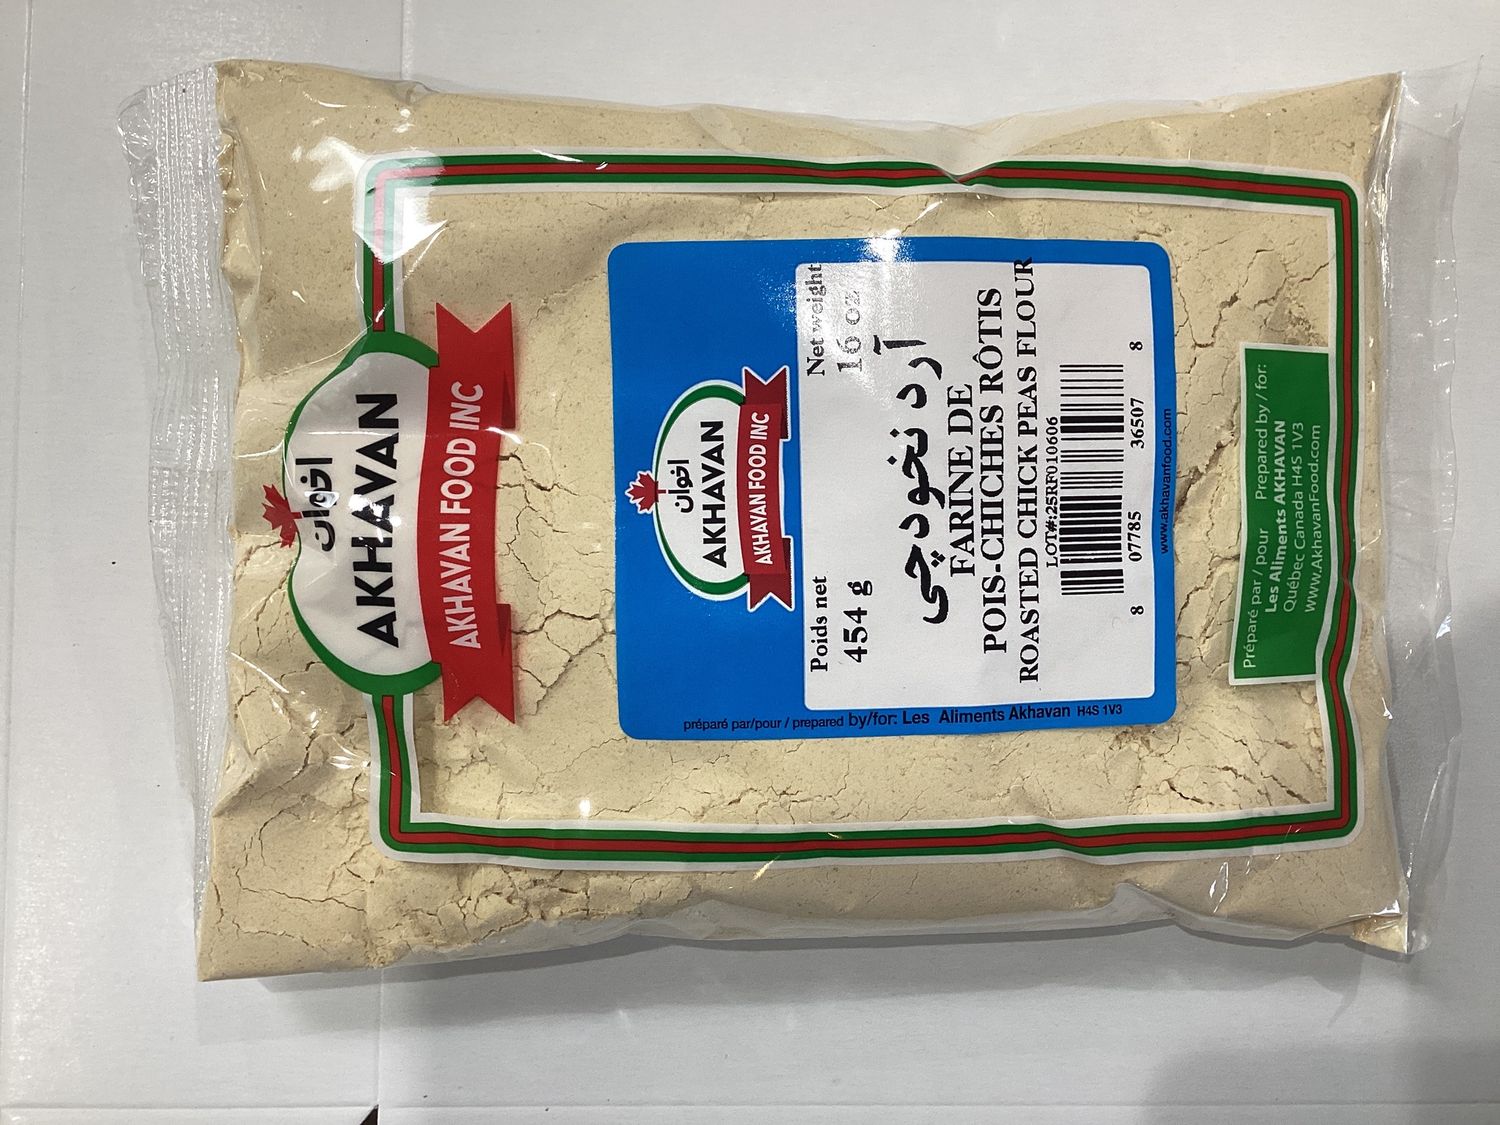 اخوان
AKHAVAN
AKHAVAN FOOD INC
اخوان
AKHAVAN
AKHAVAN FOOD INC
Poids net
454 g
Net weight
16 oz
آرد نخودچی
FARINE DE
POIS-CHICHES RÔTIS
ROASTED CHICK PEAS FLOUR
LOT#:25RF010606
8 07785 36507 8
www.akhavanfood.com
préparé par/pour / prepared by/for: Les Aliments Akhavan H4S 1V3
Préparé par / pour Prepared by / for:
Les Aliments AKHAVAN
Québec Canada H4S 1V3
www.AkhavanFood.com